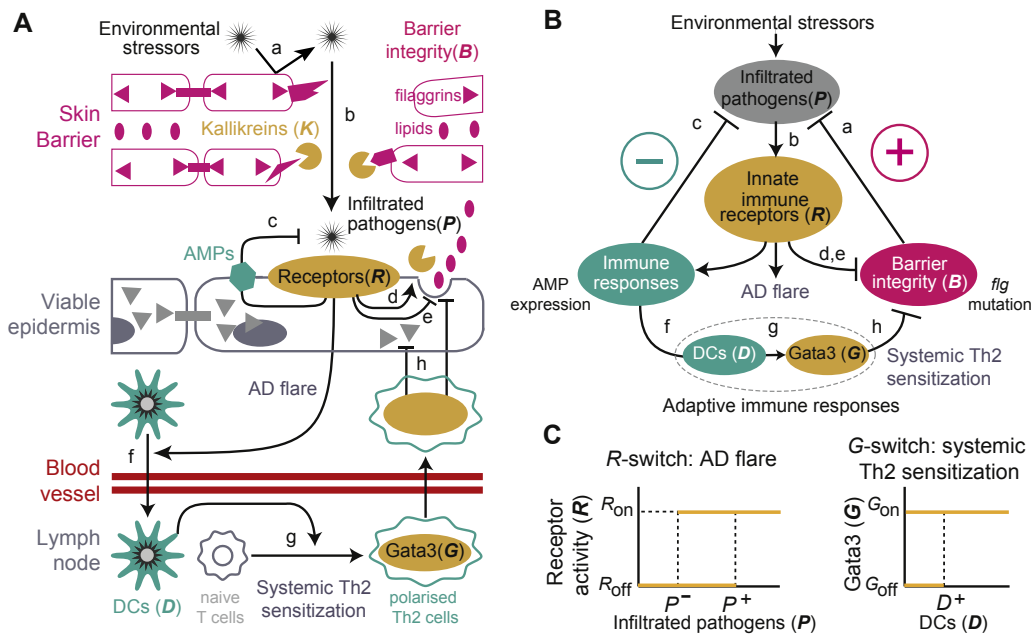 A
Environmental
stressors
a
Barrier
integrity(B)
Skin
Barrier
filaggrins
b
Kallikreins (K)
lipids
Infiltrated
pathogens(P)
c
AMPs
Receptors(R)
d
e
Viable
epidermis
h
AD flare
f
Blood
vessel
Lymph
node
g
Gata3(G)
DCs (D)
naive
T cells
Systemic Th2
sensitization
polarised
Th2 cells
B
Environmental stressors
Infiltrated
pathogens(P)
c
a
b
−
+
Innate
immune
receptors (R)
d,e
Immune
responses
Barrier
integrity (B)
AMP
expression
AD flare
flg
mutation
f
g
h
DCs (D)
Gata3 (G)
Systemic Th2
sensitization
Adaptive immune responses
C
R-switch: AD flare
Receptor
activity (R)
Ron
Roff
P−
P+
Infiltrated pathogens (P)
G-switch: systemic
Th2 sensitization
Gata3 (G)
Gon
Goff
D+
DCs (D)